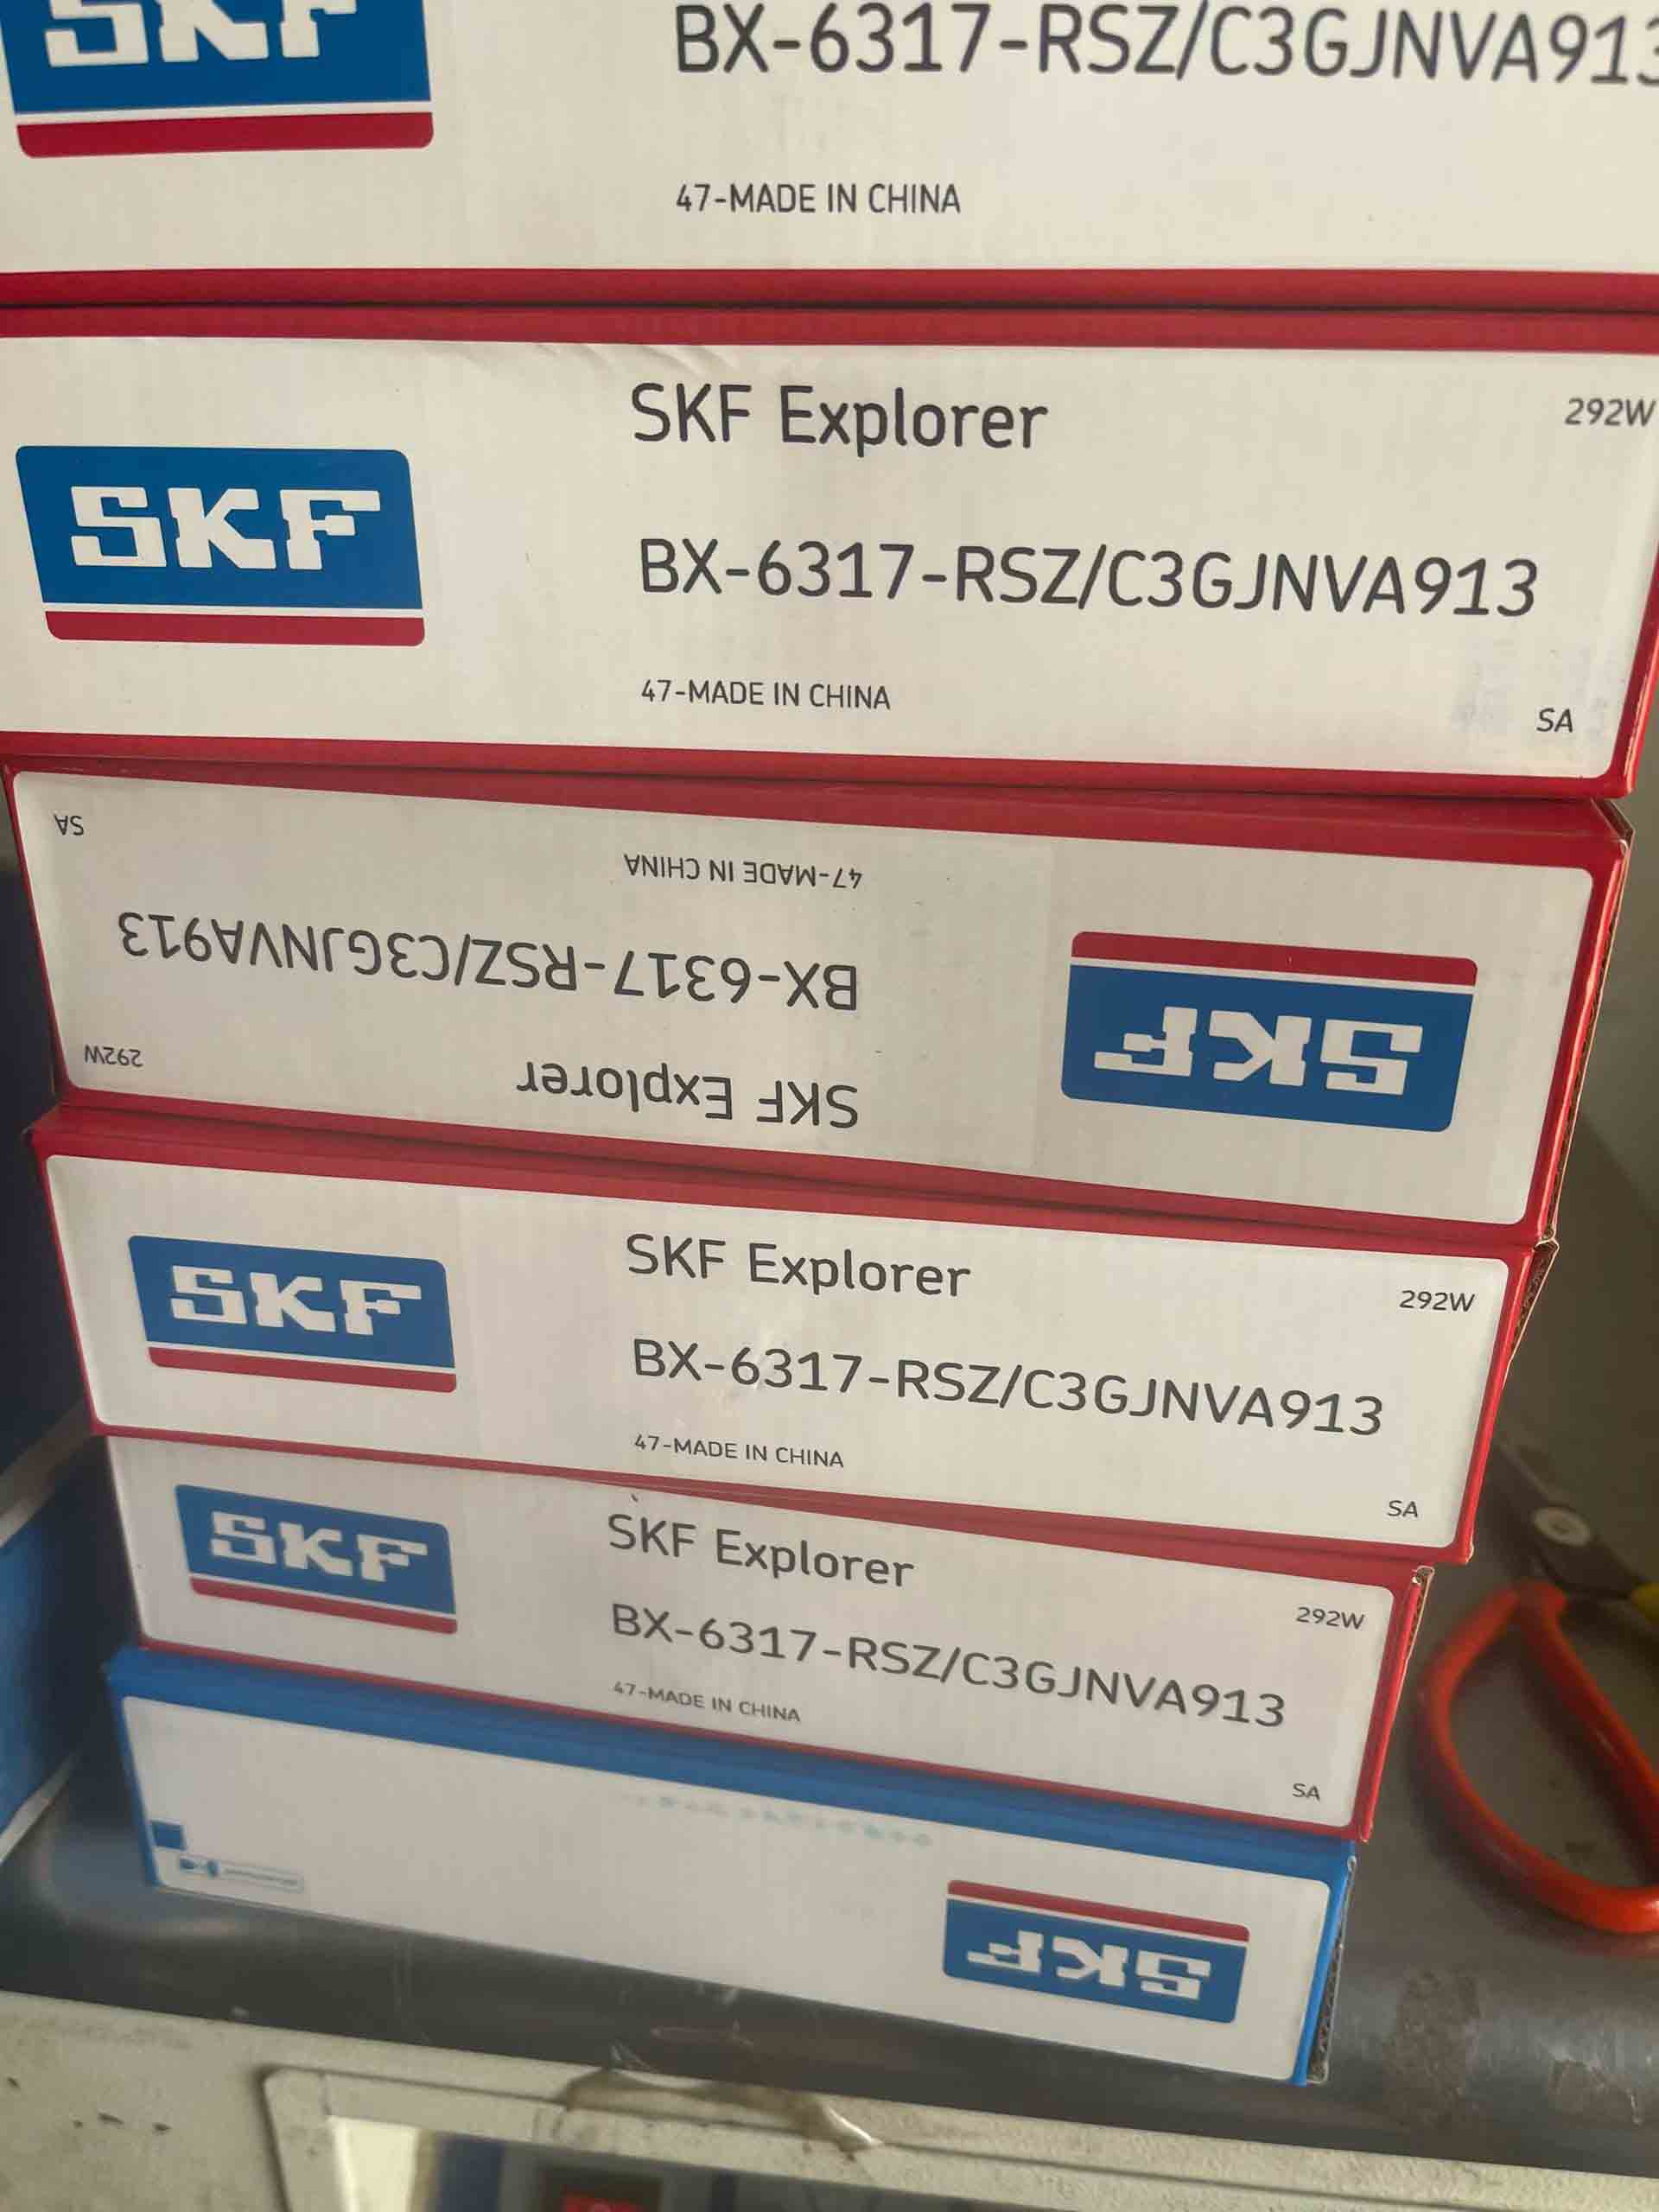 SKF
BX-6317-RSZ/C3GJNVA913
47-MADE IN CHINA
SKF Explorer
292W
SKF
BX-6317-RSZ/C3GJNVA913
47-MADE IN CHINA
SA
SKF
SKF Explorer
292W
BX-6317-RSZ/C3GJNVA913
47-MADE IN CHINA
SA
SKF Explorer
292W
SKF
BX-6317-RSZ/C3GJNVA913
47-MADE IN CHINA
SA
SKF Explorer
292W
SKF
BX-6317-RSZ/C3GJNVA913
47-MADE IN CHINA
SA
SKF